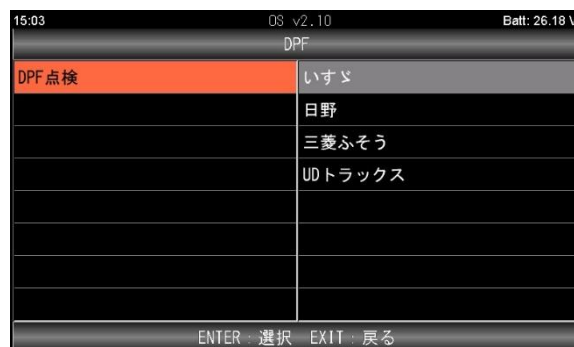 15:03 OS v2.10 Batt: 26.18 V
DPF
DPF点検 いすゞ
日野
三菱ふそう
UDトラックス
ENTER：選択 EXIT：戻る